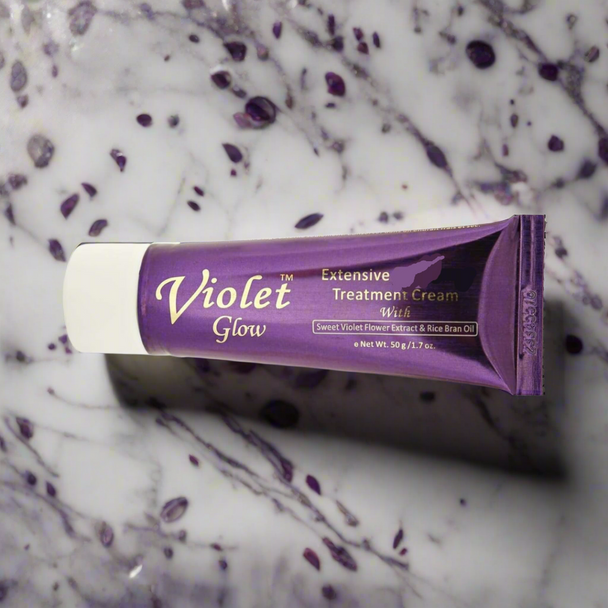 Violet™
Glow
Extensive
Treatment Cream
With
Sweet Violet Flower Extract & Rice Bran Oil
e Net Wt. 50 g/1.7 oz.